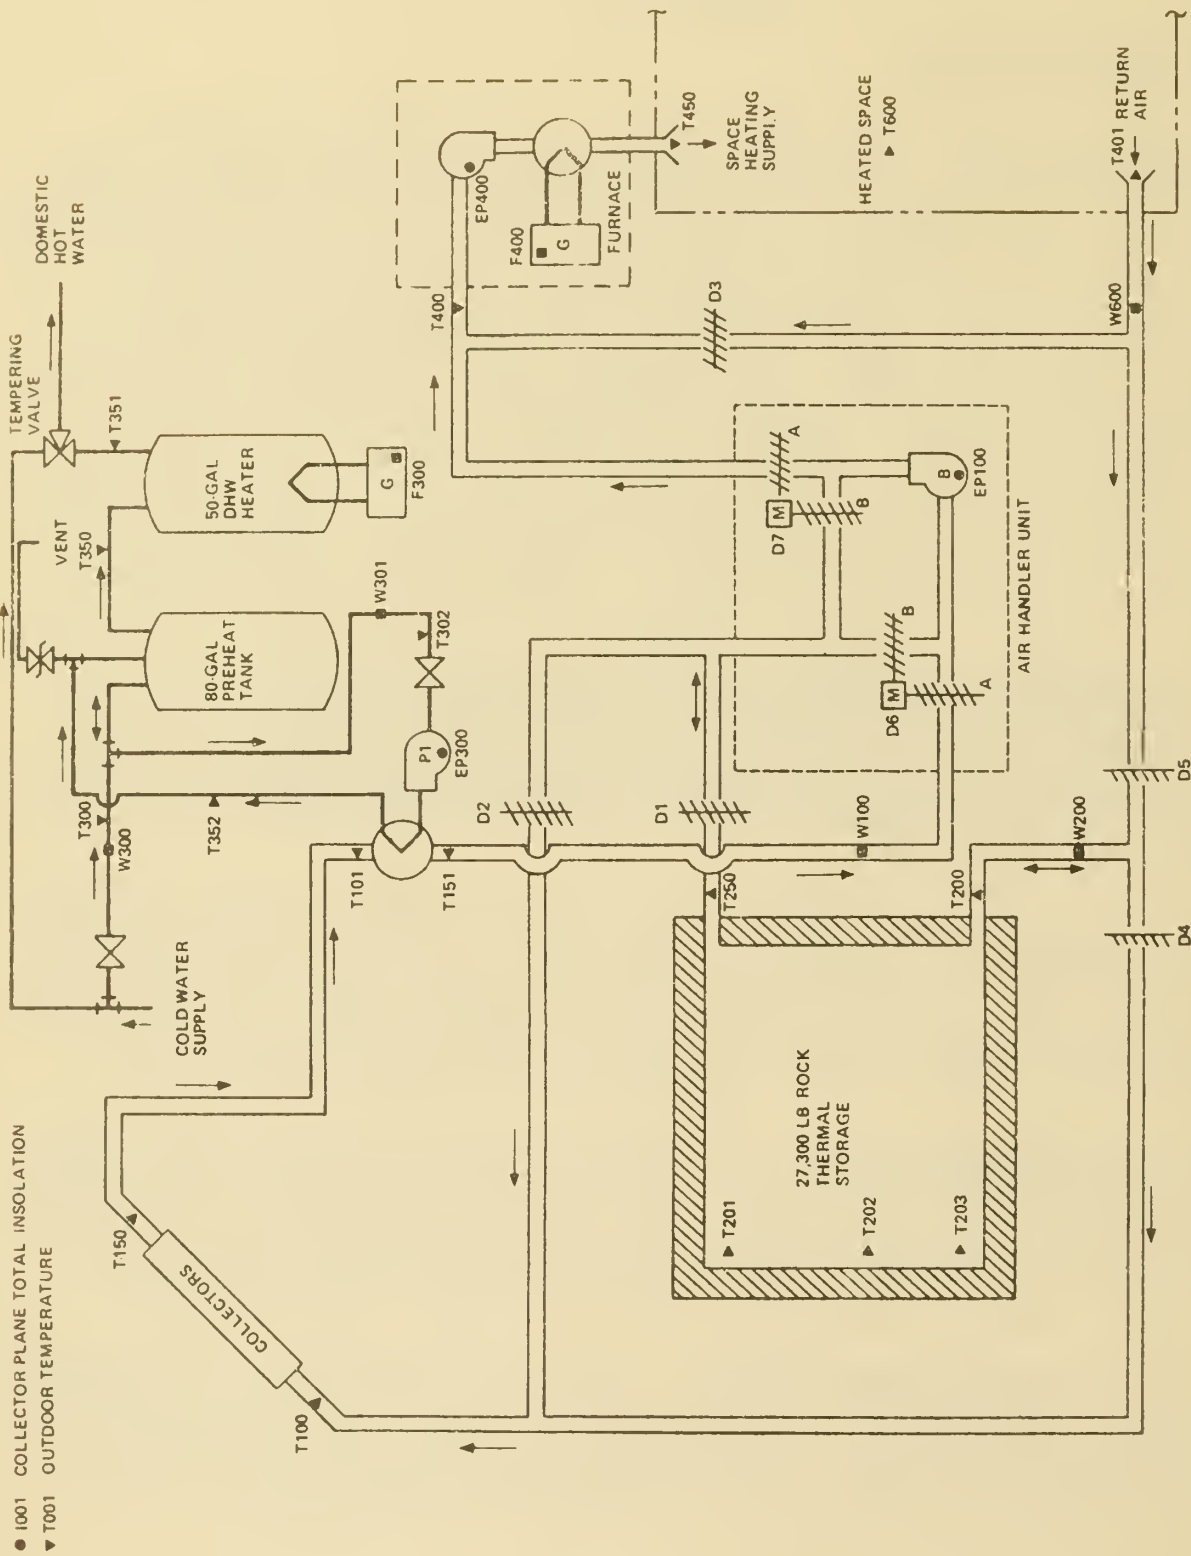 ● I001 COLLECTOR PLANE TOTAL INSOLATION
▼ T001 OUTDOOR TEMPERATURE
COLLECTORS
T150
T100
COLD WATER
SUPPLY
W300
T300
T352
TEMPERING
VALVE
DOMESTIC
HOT
WATER
VENT
T350
T351
80-GAL
PREHEAT
TANK
50-GAL
DHW
HEATER
G
F300
W301
T302
P1
EP300
T101
T151
D2
D1
T250
W100
T200
W200
D4
D5
27,300 LB ROCK
THERMAL
STORAGE
T201
T202
T203
D6
M
A
B
D7
M
A
B
B
EP100
AIR HANDLER UNIT
D3
T400
EP400
F400
G
FURNACE
T450
SPACE
HEATING
SUPPLY
HEATED SPACE
T600
T401 RETURN
AIR
W600